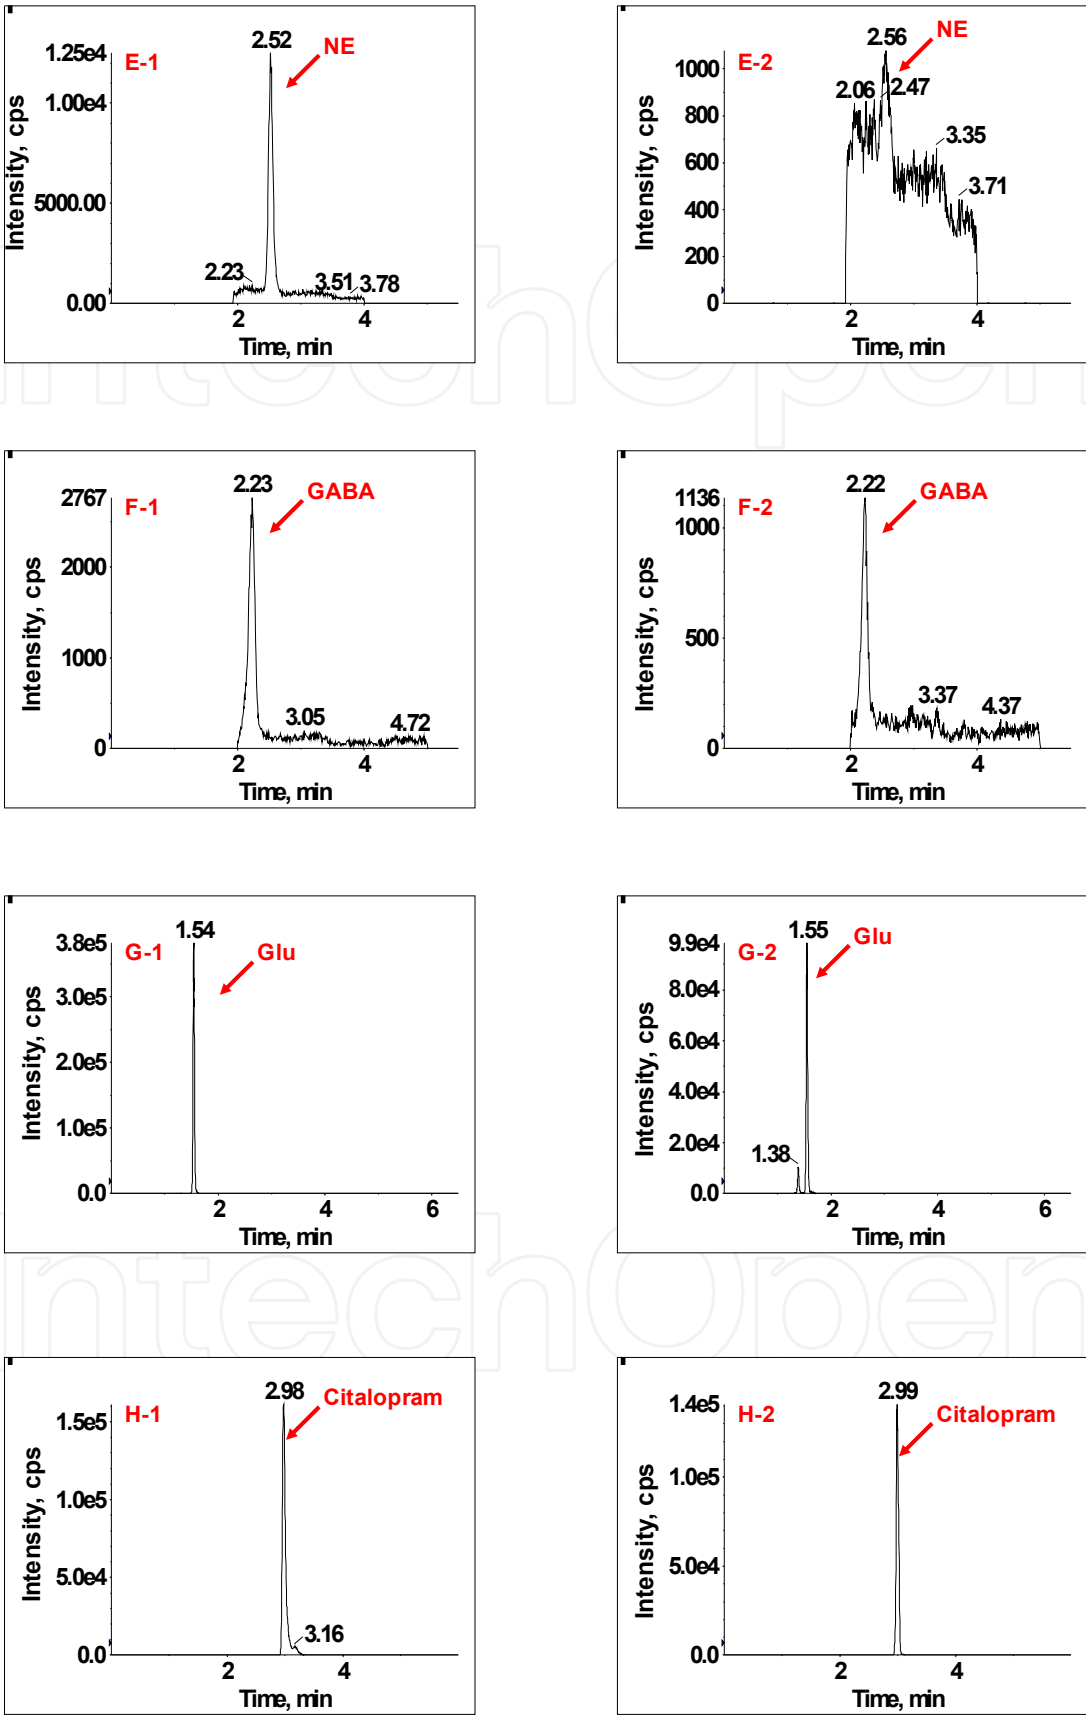 2.52
NE
1.25e4
E-1
1.00e4
5000.00
2.23
3.51
3.78
0.00
2
4
Time, min
Intensity, cps
2.56
NE
E-2
1000
2.06
2.47
800
3.35
600
3.71
400
200
0
2
4
Time, min
Intensity, cps
2.23
GABA
2767
F-1
2000
1000
3.05
4.72
0
2
4
Time, min
Intensity, cps
2.22
GABA
1136
F-2
1000
500
3.37
4.37
0
2
4
Time, min
Intensity, cps
1.54
3.8e5
G-1
Glu
3.0e5
2.0e5
1.0e5
0.0
2
4
6
Time, min
Intensity, cps
1.55
Glu
9.9e4
G-2
8.0e4
6.0e4
4.0e4
2.0e4
1.38
0.0
2
4
6
Time, min
Intensity, cps
2.98
Citalopram
H-1
1.5e5
1.0e5
5.0e4
3.16
0.0
2
4
Time, min
Intensity, cps
2.99
1.4e5
H-2
Citalopram
1.0e5
5.0e4
0.0
2
4
Time, min
Intensity, cps
IntechOpen
IntechOpen